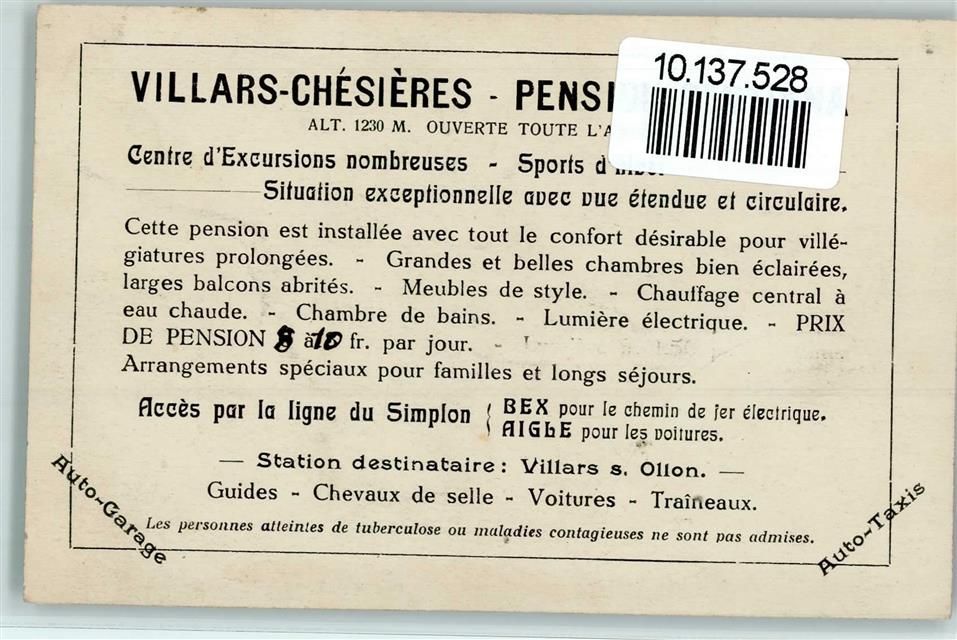 10.137.528
VILLARS-CHÉSIÈRES - PENSI
ALT. 1230 M. OUVERTE TOUTE L'A
Centre d'Excursions nombreuses - Sports d'
Situation exceptionnelle avec vue étendue et circulaire.
Cette pension est installée avec tout le confort désirable pour villé-
giatures prolongées. - Grandes et belles chambres bien éclairées,
larges balcons abrités. - Meubles de style. - Chauffage central à
eau chaude. - Chambre de bains. - Lumière électrique. - PRIX
DE PENSION 8 à 10 fr. par jour. -
Arrangements spéciaux pour familles et longs séjours.
Accès par la ligne du Simplon { BEX pour le chemin de fer électrique.
AIGLE pour les voitures.
— Station destinataire: Villars s. Ollon. —
Guides - Chevaux de selle - Voitures - Traîneaux.
Les personnes atteintes de tuberculose ou maladies contagieuses ne sont pas admises.
Auto-Garage
Auto-Taxis